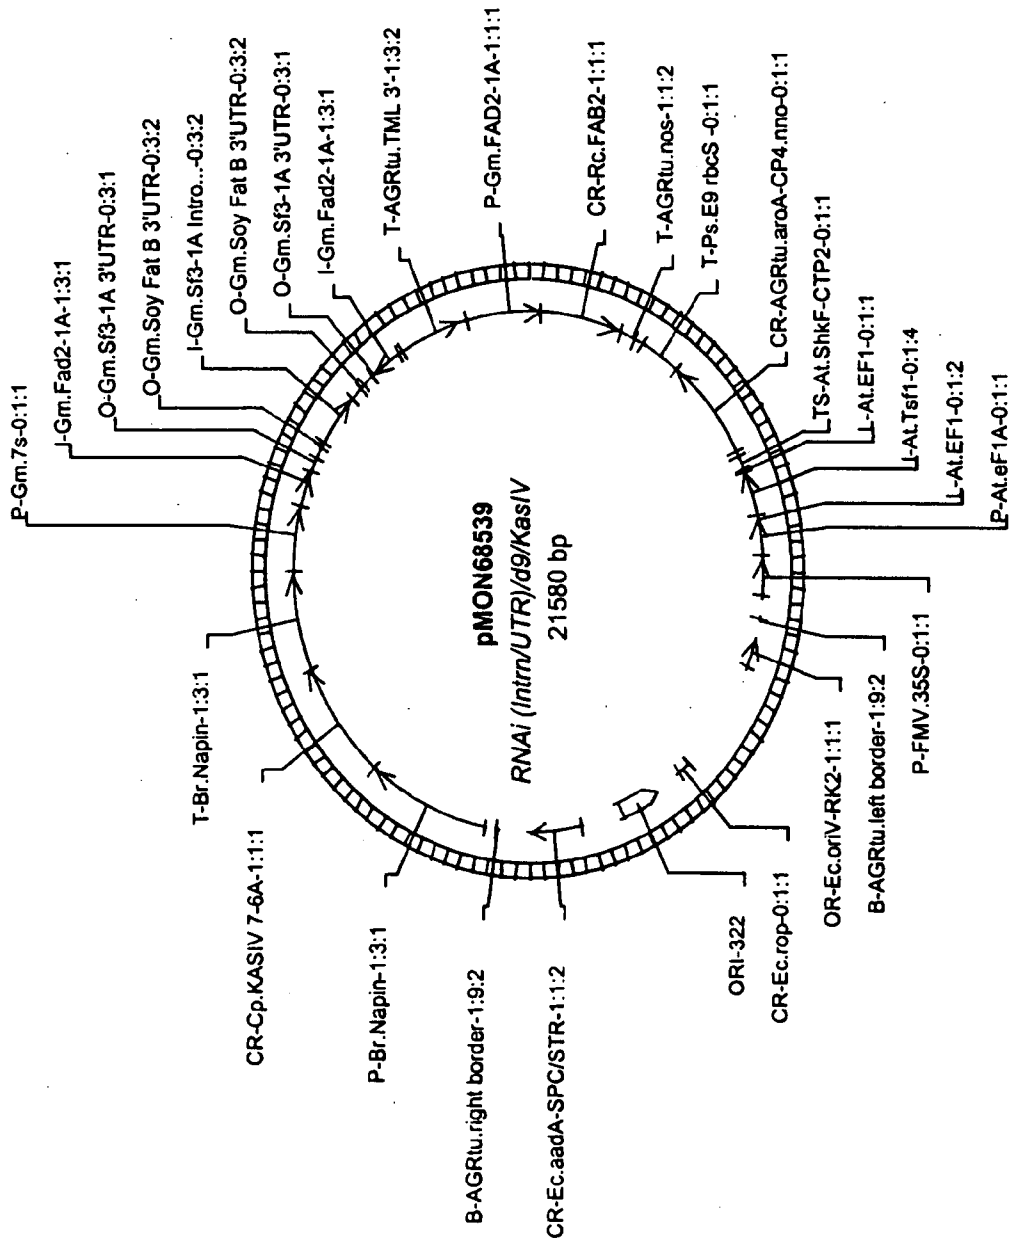 P-Gm.7s-0:1:1
I-Gm.Fad2-1A-1:3:1
O-Gm.Sf3-1A 3'UTR-0:3:1
O-Gm.Soy Fat B 3'UTR-0:3:2
I-Gm.Sf3-1A Intro...-0:3:2
O-Gm.Soy Fat B 3'UTR-0:3:2
O-Gm.Sf3-1A 3'UTR-0:3:1
I-Gm.Fad2-1A-1:3:1
T-AGRtu.TML 3'-1:3:2
P-Gm.FAD2-1A-1:1:1
CR-Rc.FAB2-1:1:1
T-AGRtu.nos-1:1:2
T-Ps.E9 rbcS -0:1:1
CR-AGRtu.aroA-CP4.nno-0:1:1
TS-At.ShkF-CTP2-0:1:1
L-At.EF1-0:1:1
I-At.Tsf1-0:1:4
L-At.EF1-0:1:2
P-At.eF1A-0:1:1
P-FMV.35S-0:1:1
B-AGRtu.left border-1:9:2
OR-Ec.oriV-RK2-1:1:1
CR-Ec.rop-0:1:1
ORI-322
CR-Ec.aadA-SPC/STR-1:1:2
B-AGRtu.right border-1:9:2
P-Br.Napin-1:3:1
CR-Cp.KASIV 7-6A-1:1:1
T-Br.Napin-1:3:1
pMON68539
RNAi (Intrn/UTR)/d9/KasIV
21580 bp